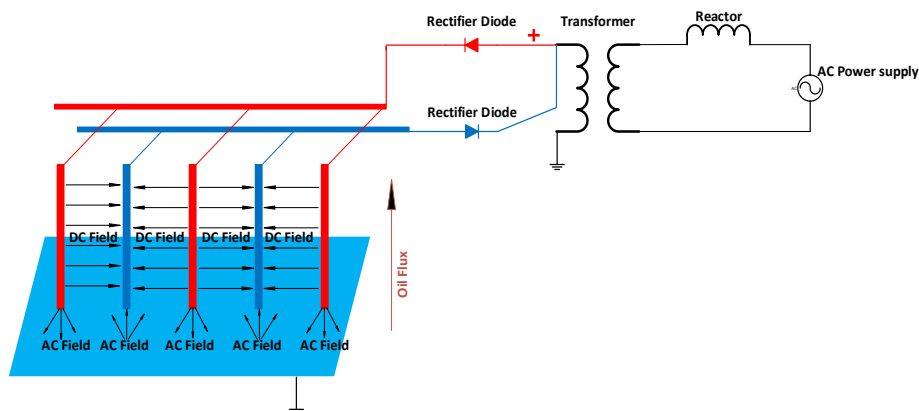 Rectifier Diode
Transformer
Reactor
+
AC Power supply
AC
Rectifier Diode
DC Field DC Field DC Field DC Field
Oil Flux
AC Field AC Field AC Field AC Field AC Field